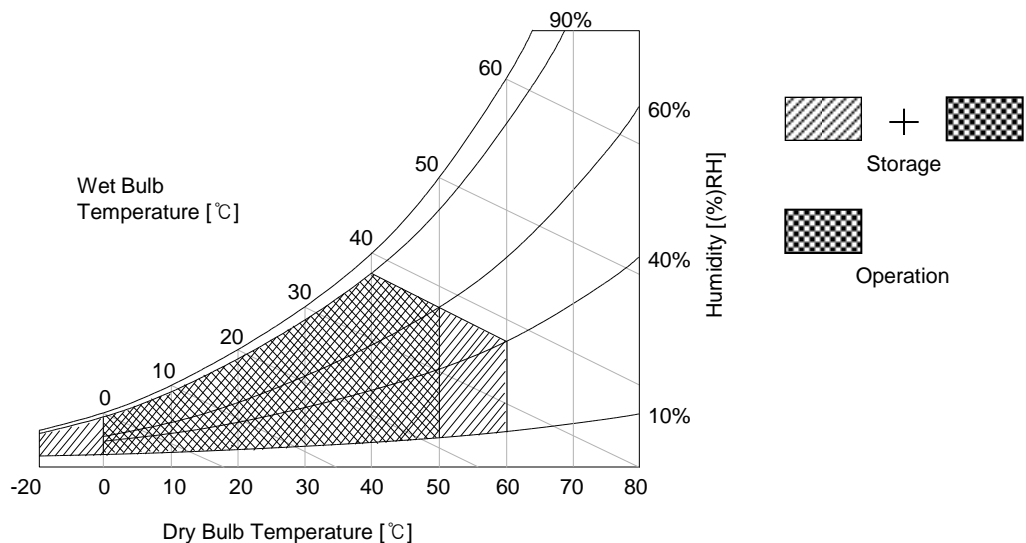 90%
60
60%
50
Storage
Wet Bulb
Temperature [℃]
40
40%
Humidity [(%)RH]
Operation
30
20
10
0
10%
-20 0 10 20 30 40 50 60 70 80
Dry Bulb Temperature [℃]